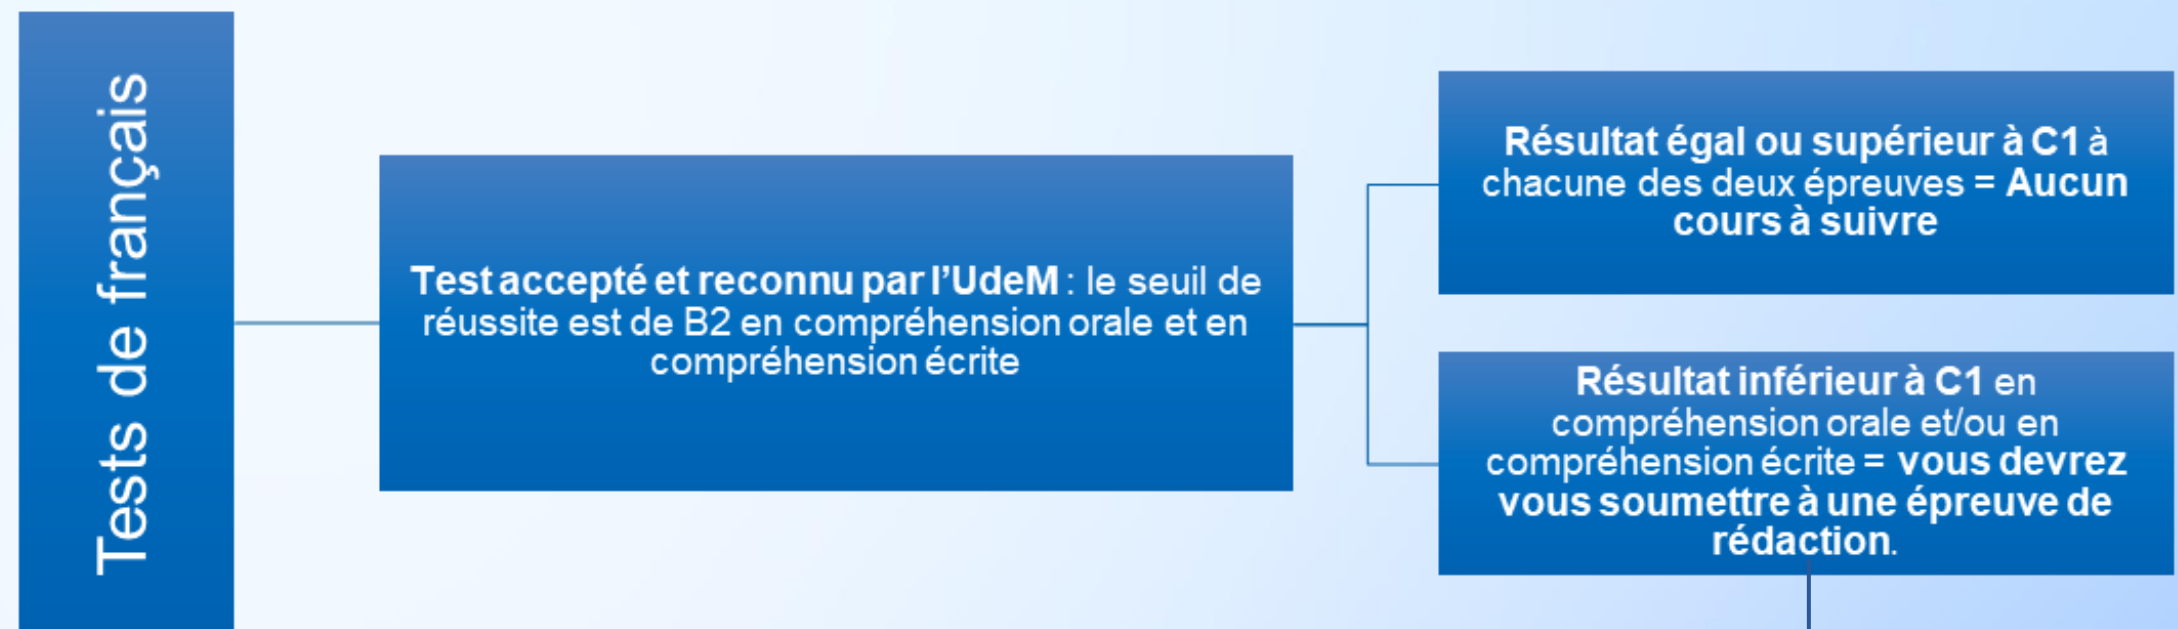 Tests de français
Test accepté et reconnu par l'UdeM : le seuil de
réussite est de B2 en compréhension orale et en
compréhension écrite
Résultat égal ou supérieur à C1 à
chacune des deux épreuves = Aucun
cours à suivre
Résultat inférieur à C1 en
compréhension orale et/ou en
compréhension écrite = vous devrez
vous soumettre à une épreuve de
rédaction.